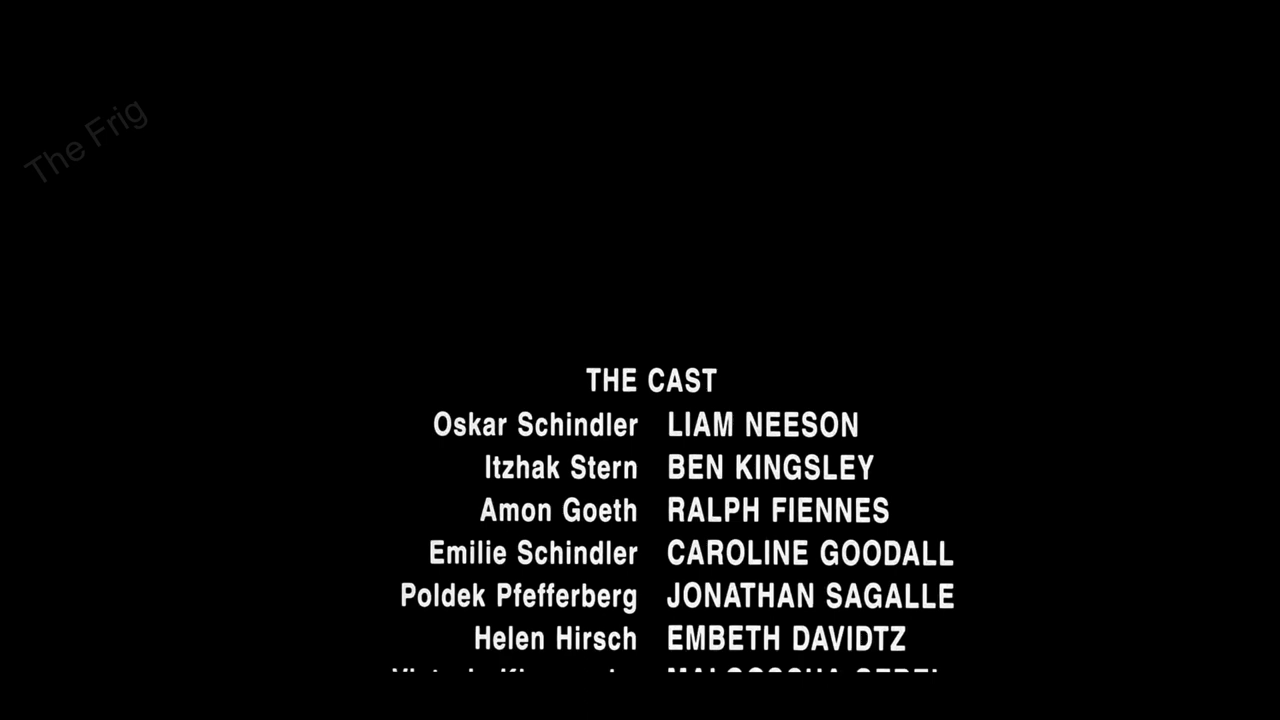 The Frig
THE CAST
Oskar Schindler LIAM NEESON
Itzhak Stern BEN KINGSLEY
Amon Goeth RALPH FIENNES
Emilie Schindler CAROLINE GOODALL
Poldek Pfefferberg JONATHAN SAGALLE
Helen Hirsch EMBETH DAVIDTZ